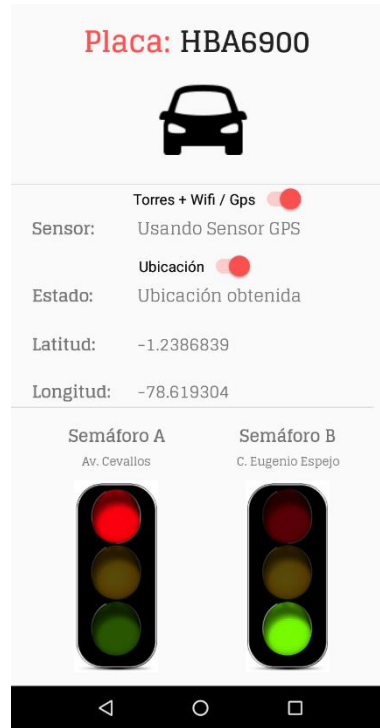 Placa: HBA6900
Torres + Wifi / Gps
Sensor: Usando Sensor GPS
Ubicación
Estado: Ubicación obtenida
Latitud: -1.2386839
Longitud: -78.619304
Semáforo A Semáforo B
Av. Cevallos C. Eugenio Espejo